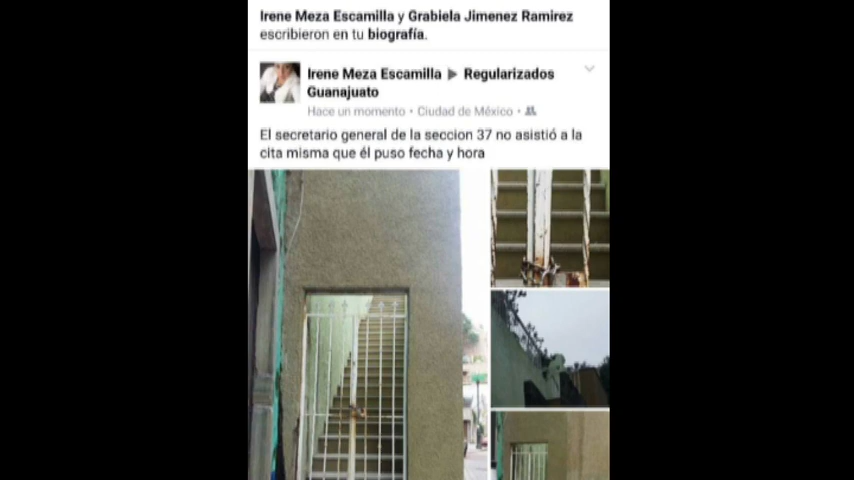 Irene Meza Escamilla y Grabiela Jimenez Ramirez
escribieron en tu biografía.
Irene Meza Escamilla ▶ Regularizados
Guanajuato
Hace un momento • Ciudad de México •
El secretario general de la seccion 37 no asistió a la
cita misma que él puso fecha y hora